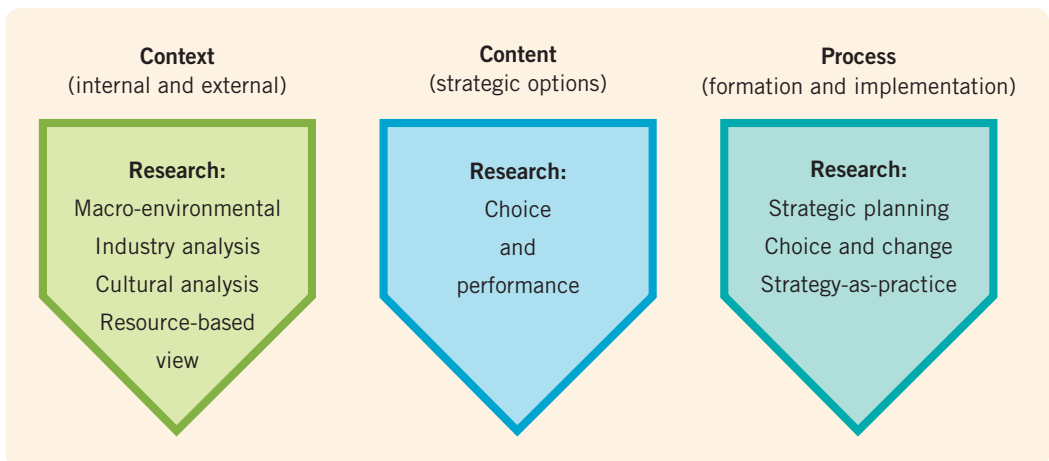 Context
(internal and external)
Research:
Macro-environmental
Industry analysis
Cultural analysis
Resource-based
view
Content
(strategic options)
Research:
Choice
and
performance
Process
(formation and implementation)
Research:
Strategic planning
Choice and change
Strategy-as-practice